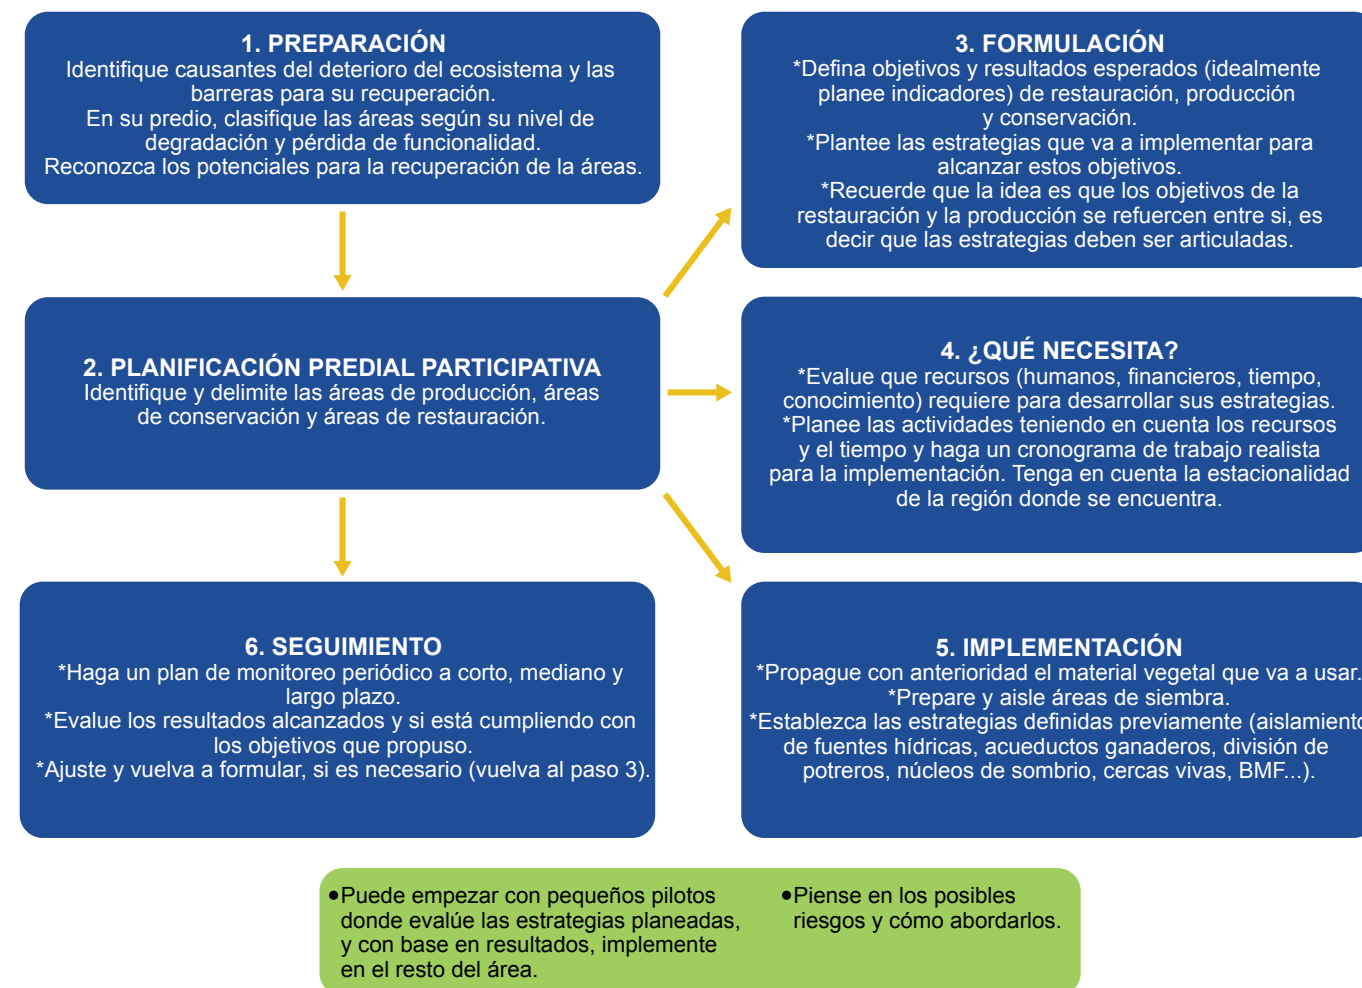 1. PREPARACIÓN
Identifique causantes del deterioro del ecosistema y las
barreras para su recuperación.
En su predio, clasifique las áreas según su nivel de
degradación y pérdida de funcionalidad.
Reconozca los potenciales para la recuperación de la áreas.
2. PLANIFICACIÓN PREDIAL PARTICIPATIVA
Identifique y delimite las áreas de producción, áreas
de conservación y áreas de restauración.
3. FORMULACIÓN
*Defina objetivos y resultados esperados (idealmente
planee indicadores) de restauración, producción
y conservación.
*Plantee las estrategias que va a implementar para
alcanzar estos objetivos.
*Recuerde que la idea es que los objetivos de la
restauración y la producción se refuercen entre si, es
decir que las estrategias deben ser articuladas.
4. ¿QUÉ NECESITA?
*Evalue que recursos (humanos, financieros, tiempo,
conocimiento) requiere para desarrollar sus estrategias.
*Planee las actividades teniendo en cuenta los recursos
y el tiempo y haga un cronograma de trabajo realista
para la implementación. Tenga en cuenta la estacionalidad
de la región donde se encuentra.
5. IMPLEMENTACIÓN
*Propague con anterioridad el material vegetal que va a usar.
*Prepare y aisle áreas de siembra.
*Establezca las estrategias definidas previamente (aislamiento
de fuentes hídricas, acueductos ganaderos, división de
potreros, núcleos de sombrio, cercas vivas, BMF...).
6. SEGUIMIENTO
*Haga un plan de monitoreo periódico a corto, mediano y
largo plazo.
*Evalue los resultados alcanzados y si está cumpliendo con
los objetivos que propuso.
*Ajuste y vuelva a formular, si es necesario (vuelva al paso 3).
•Puede empezar con pequeños pilotos
donde evalúe las estrategias planeadas,
y con base en resultados, implemente
en el resto del área.
•Piense en los posibles
riesgos y cómo abordarlos.